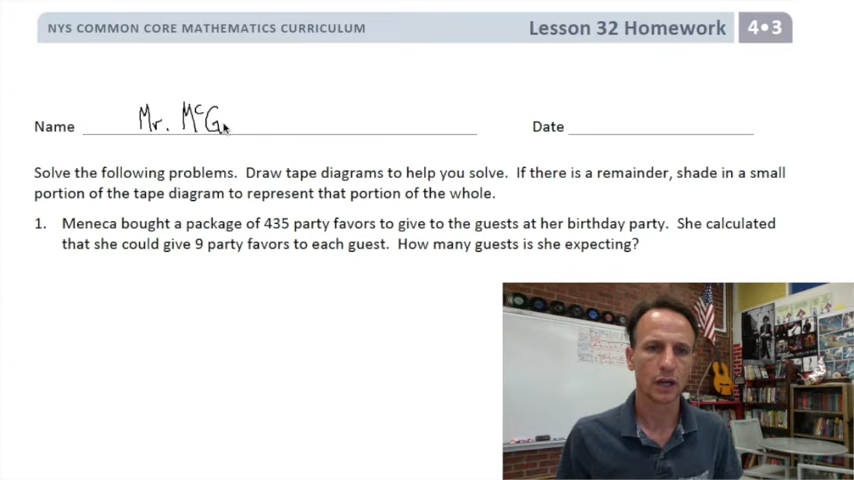 NYS COMMON CORE MATHEMATICS CURRICULUM Lesson 32 Homework 4•3
Name Mr. McG Date
Solve the following problems. Draw tape diagrams to help you solve. If there is a remainder, shade in a small
portion of the tape diagram to represent that portion of the whole.
1. Meneca bought a package of 435 party favors to give to the guests at her birthday party. She calculated
that she could give 9 party favors to each guest. How many guests is she expecting?